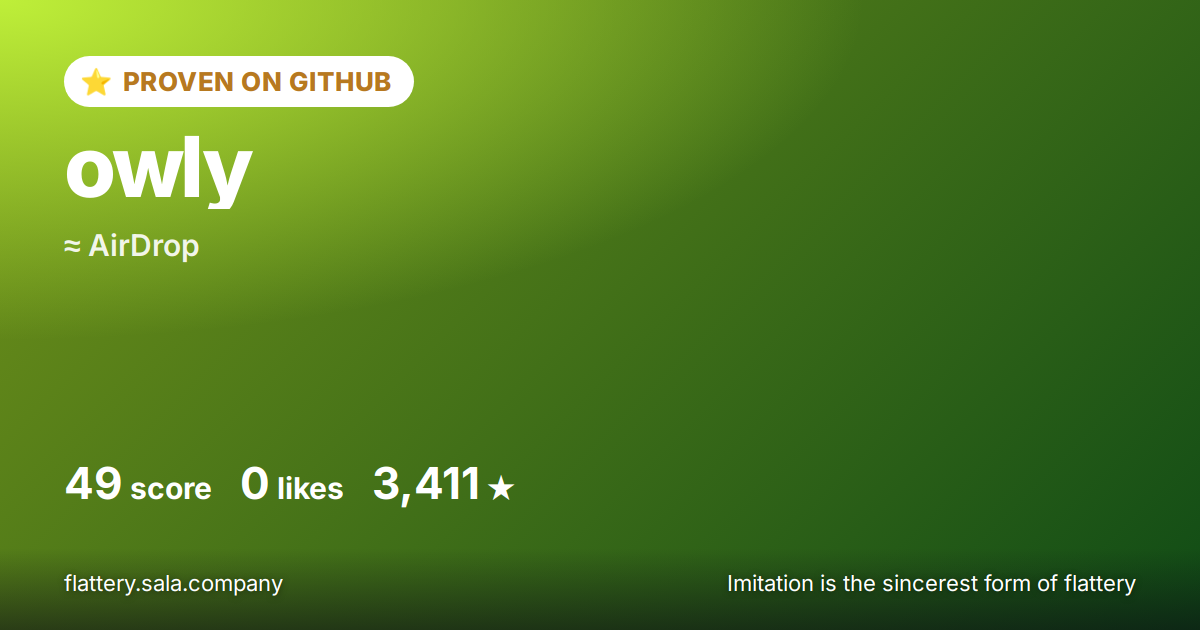 ⭐ PROVEN ON GITHUB
owly
≈ AirDrop
49 score 0 likes 3,411 ★
flattery.sala.company
Imitation is the sincerest form of flattery